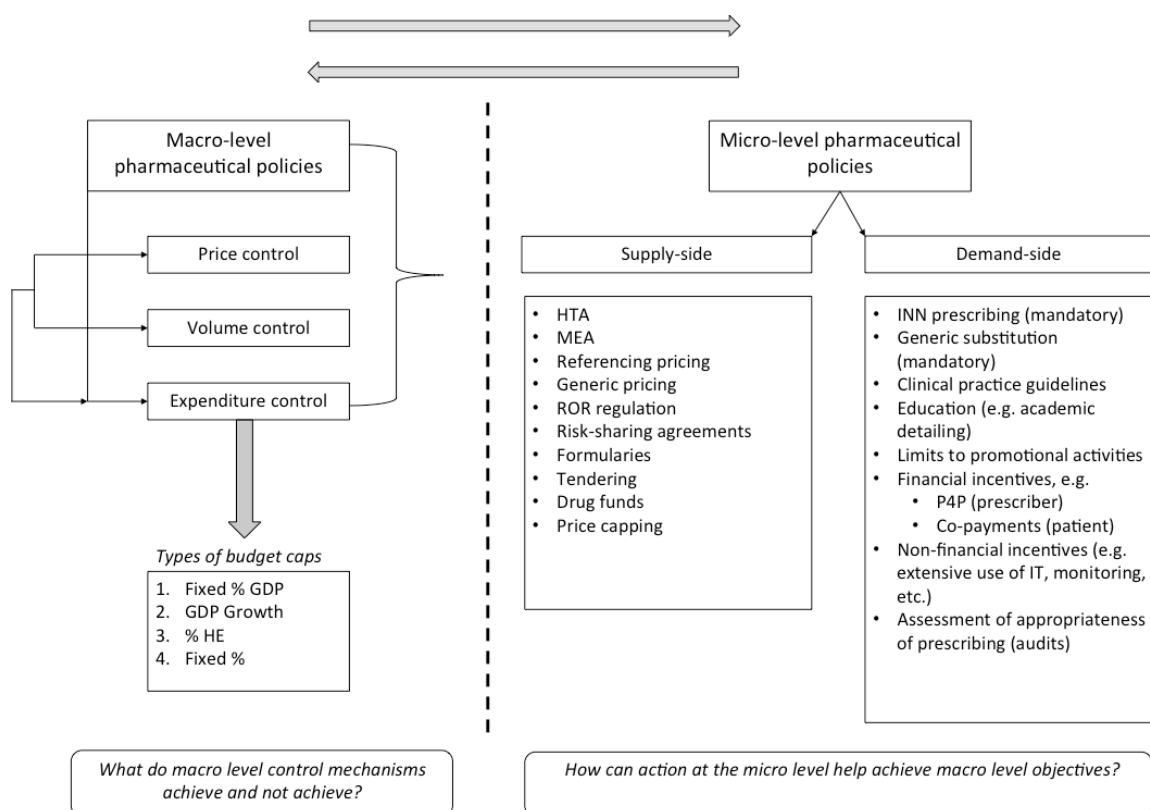 Macro-level
pharmaceutical policies
Price control
Volume control
Expenditure control
Types of budget caps
1. Fixed % GDP
2. GDP Growth
3. % HE
4. Fixed %
What do macro level control mechanisms
achieve and not achieve?
Micro-level pharmaceutical
policies
Supply-side
• HTA
• MEA
• Referencing pricing
• Generic pricing
• ROR regulation
• Risk-sharing agreements
• Formularies
• Tendering
• Drug funds
• Price capping
Demand-side
• INN prescribing (mandatory)
• Generic substitution
(mandatory)
• Clinical practice guidelines
• Education (e.g. academic
detailing)
• Limits to promotional activities
• Financial incentives, e.g.
• P4P (prescriber)
• Co-payments (patient)
• Non-financial incentives (e.g.
extensive use of IT, monitoring,
etc.)
• Assessment of appropriateness
of prescribing (audits)
How can action at the micro level help achieve macro level objectives?